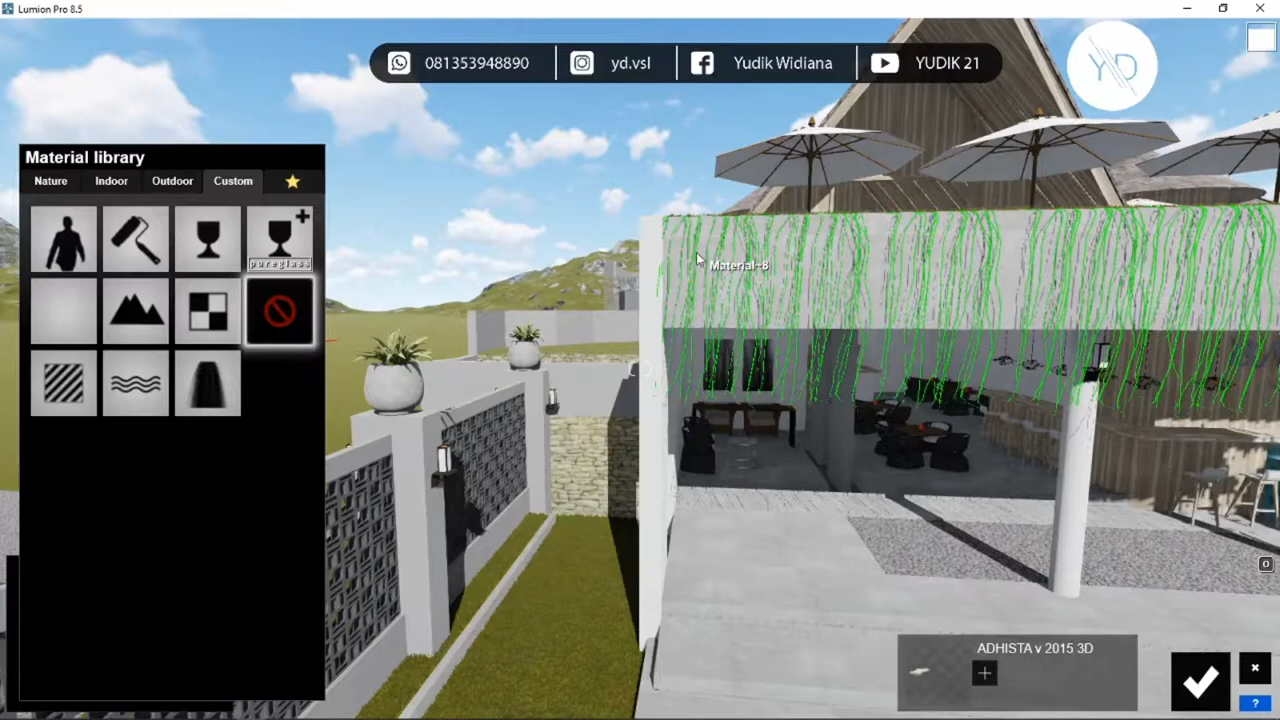 Lumion Pro 8.5
081353948890
yd.vsl
Yudik Widiana
YUDIK 21
YD
Material library
Nature
Indoor
Outdoor
Custom
pureglass
Material-8
ADHISTA v 2015 3D
O
?